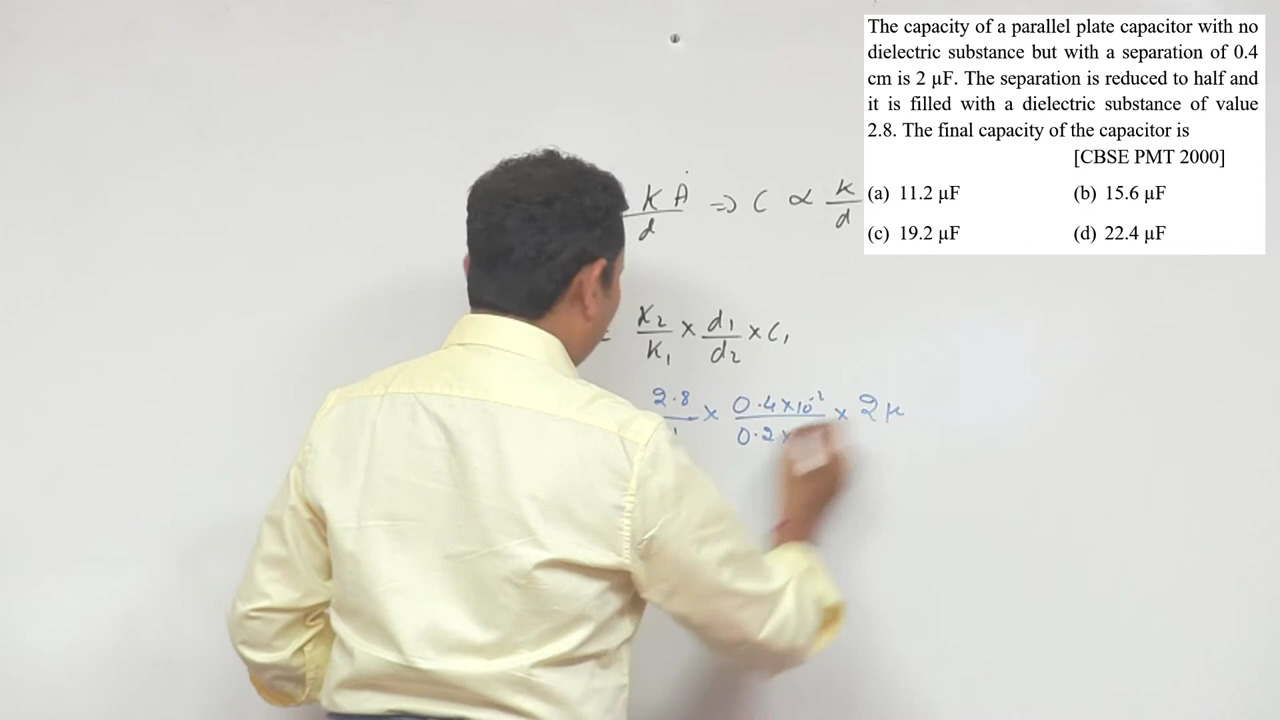 The capacity of a parallel plate capacitor with no
dielectric substance but with a separation of 0.4
cm is 2 µF. The separation is reduced to half and
it is filled with a dielectric substance of value
2.8. The final capacity of the capacitor is
[CBSE PMT 2000]
(a) 11.2 µF (b) 15.6 µF
(c) 19.2 µF (d) 22.4 µF
K A / d => C ∝ K / d
K₂ / K₁ × d₁ / d₂ × C₁
2.8 / × 0.4×10⁻² / 0.2× × 2µ